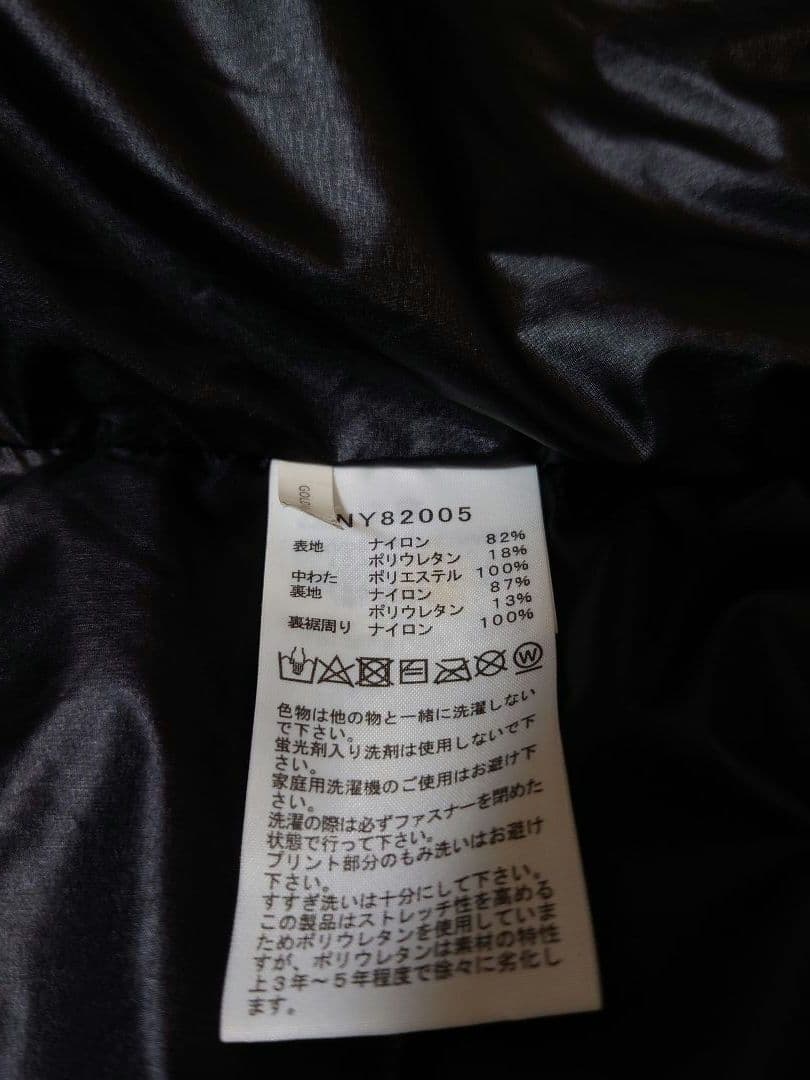 GOLD
NY82005
表地 ナイロン 82%
ポリウレタン 18%
中わた ポリエステル 100%
裏地 ナイロン 87%
ポリウレタン 13%
裏裾周り ナイロン 100%
W
色物は他の物と一緒に洗濯しない
で下さい。
蛍光剤入り洗剤は使用しないで下
さい。
家庭用洗濯機のご使用はお避け下
さい。
洗濯の際は必ずファスナーを閉めた
状態で行って下さい。
プリント部分のもみ洗いはお避け
下さい。
すすぎ洗いは十分にして下さい。
この製品はストレッチ性を高める
ためポリウレタンを使用していま
すが、ポリウレタンは素材の特性
上3年～5年程度で徐々に劣化し
ます。